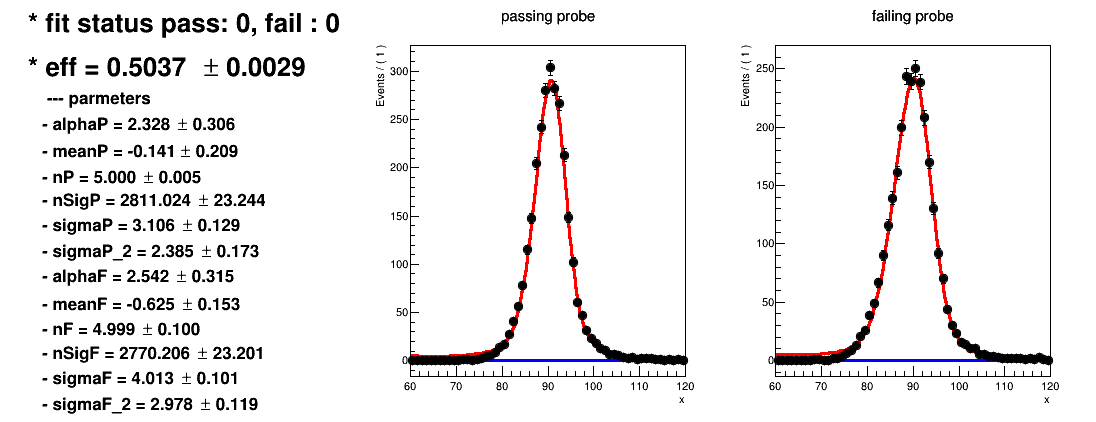 * fit status pass: 0, fail : 0
* eff = 0.5037 ± 0.0029
--- parmeters
- alphaP = 2.328 ± 0.306
- meanP = -0.141 ± 0.209
- nP = 5.000 ± 0.005
- nSigP = 2811.024 ± 23.244
- sigmaP = 3.106 ± 0.129
- sigmaP_2 = 2.385 ± 0.173
- alphaF = 2.542 ± 0.315
- meanF = -0.625 ± 0.153
- nF = 4.999 ± 0.100
- nSigF = 2770.206 ± 23.201
- sigmaF = 4.013 ± 0.101
- sigmaF_2 = 2.978 ± 0.119
passing probe
Events / ( 1 )
300
250
200
150
100
50
0
60 70 80 90 100 110 120
x
failing probe
Events / ( 1 )
250
200
150
100
50
0
60 70 80 90 100 110 120
x